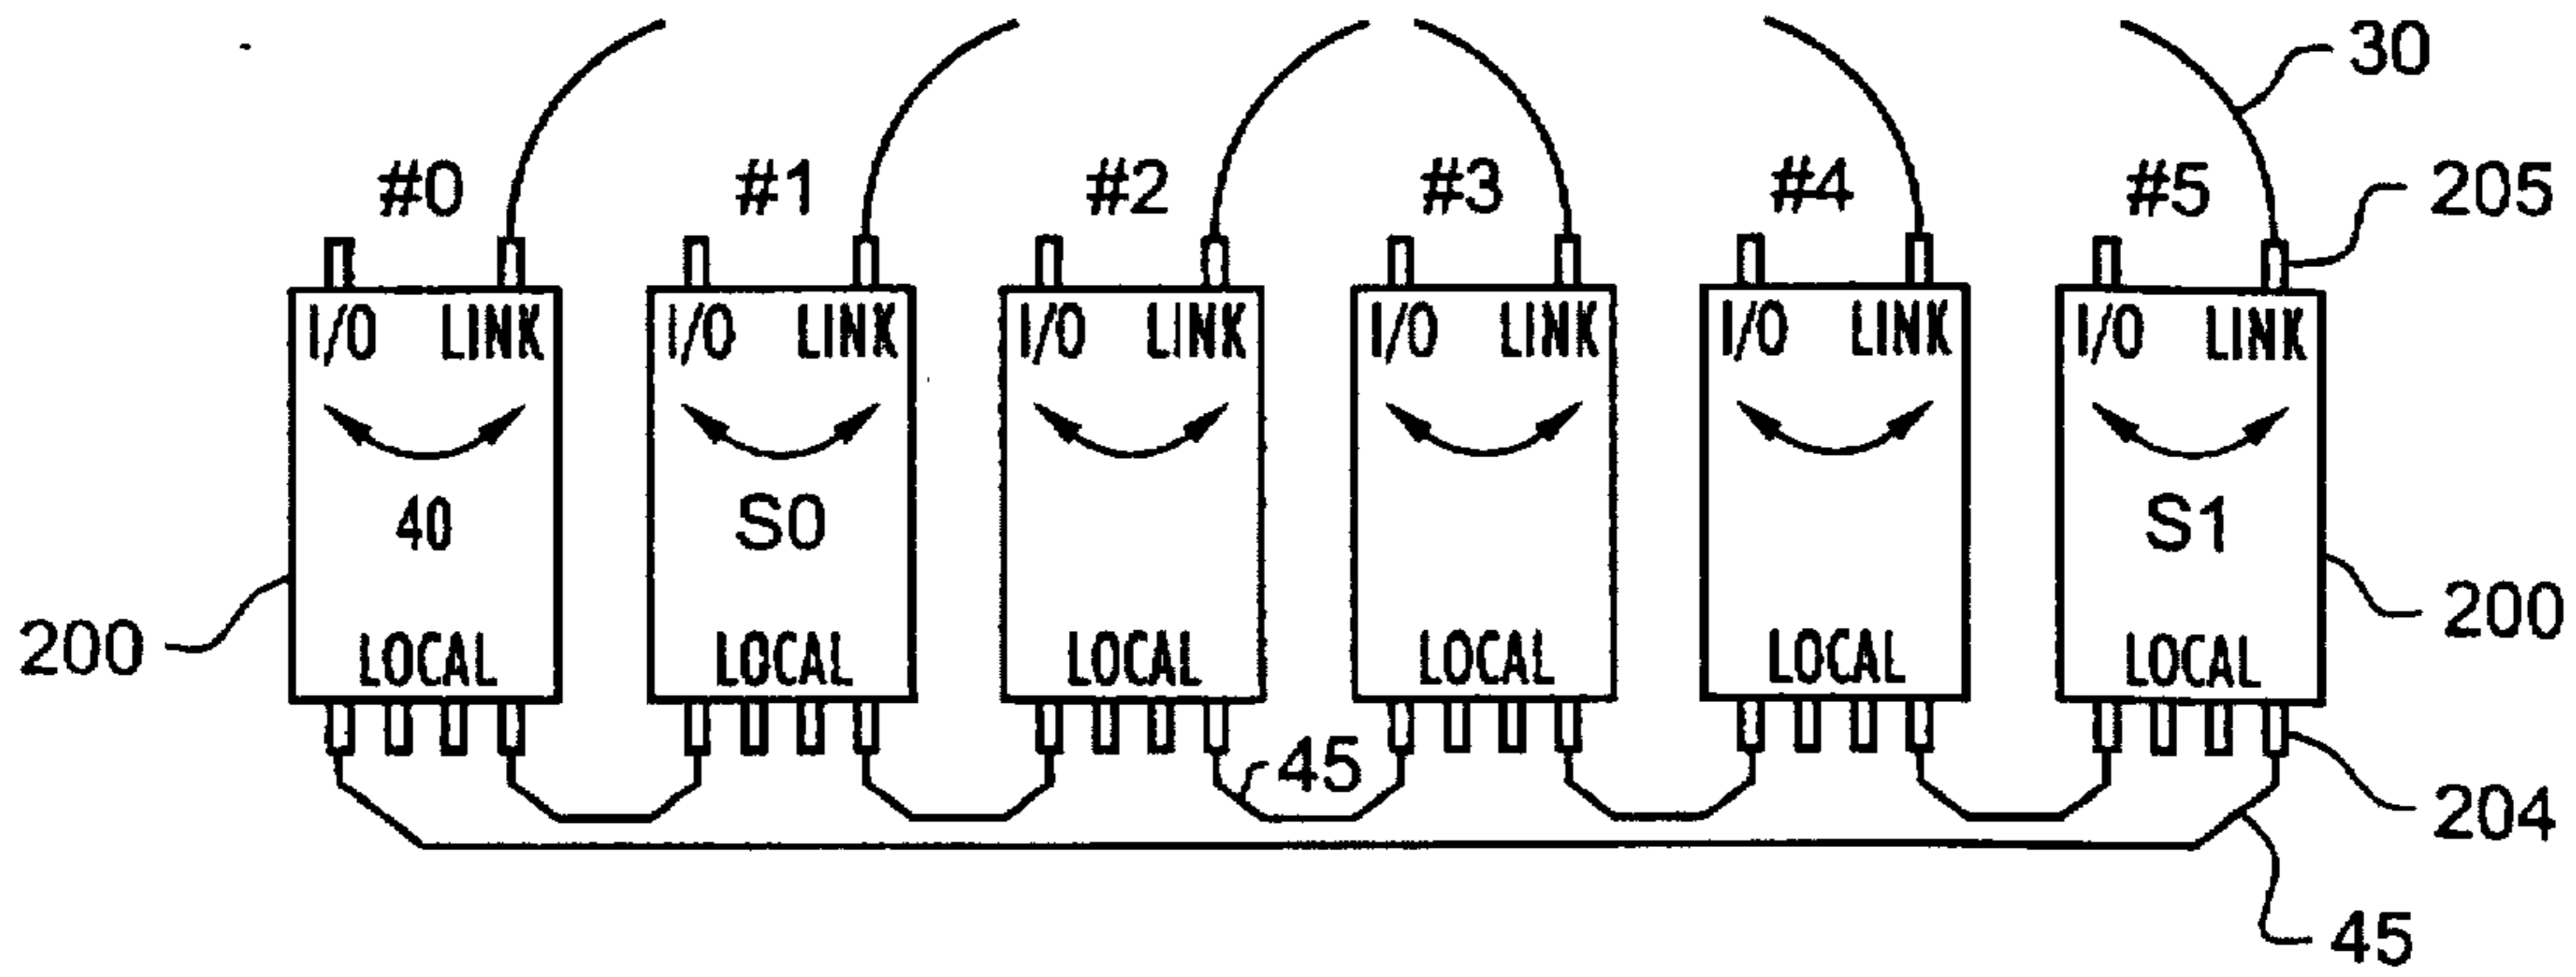 30
#0 #1 #2 #3 #4 #5 205
I/O LINK I/O LINK I/O LINK I/O LINK I/O LINK I/O LINK
40 S0 S1
200 200
LOCAL LOCAL LOCAL LOCAL LOCAL LOCAL
45 204
45